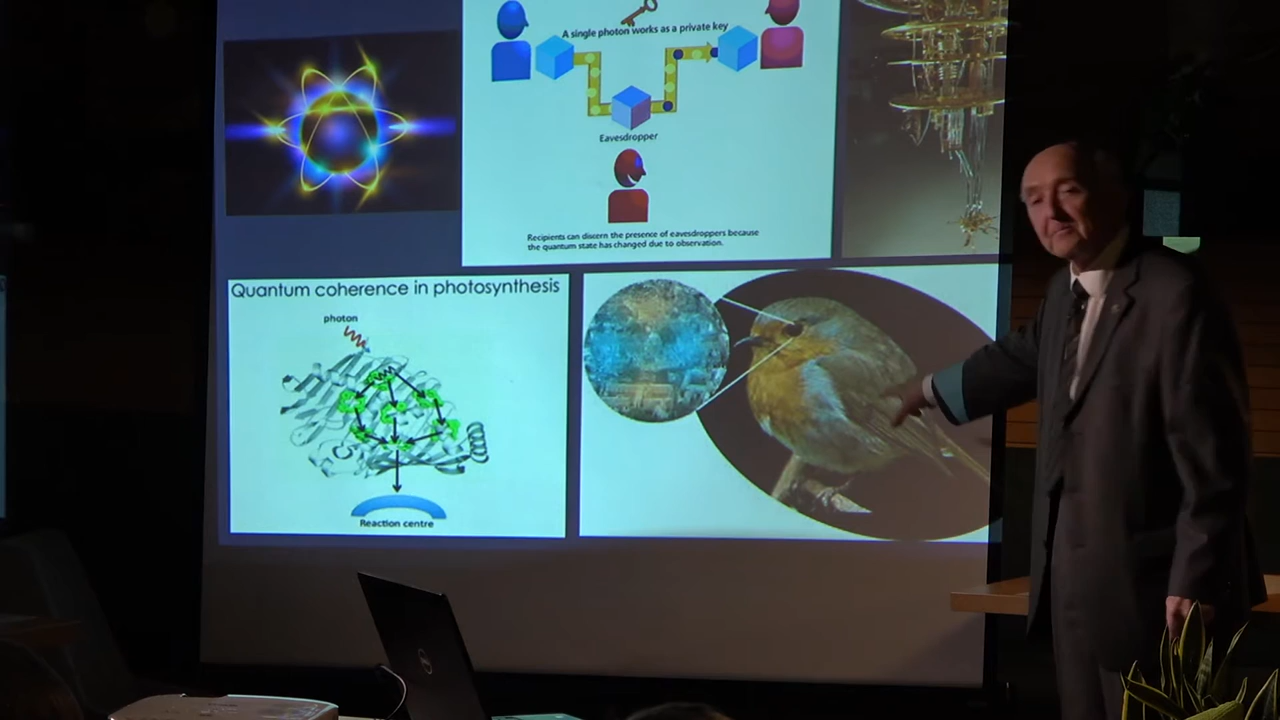 A single photon works as a private key
Eavesdropper
Recipients can discern the presence of eavesdroppers because
the quantum state has changed due to observation.
Quantum coherence in photosynthesis
photon
Reaction centre
DELL